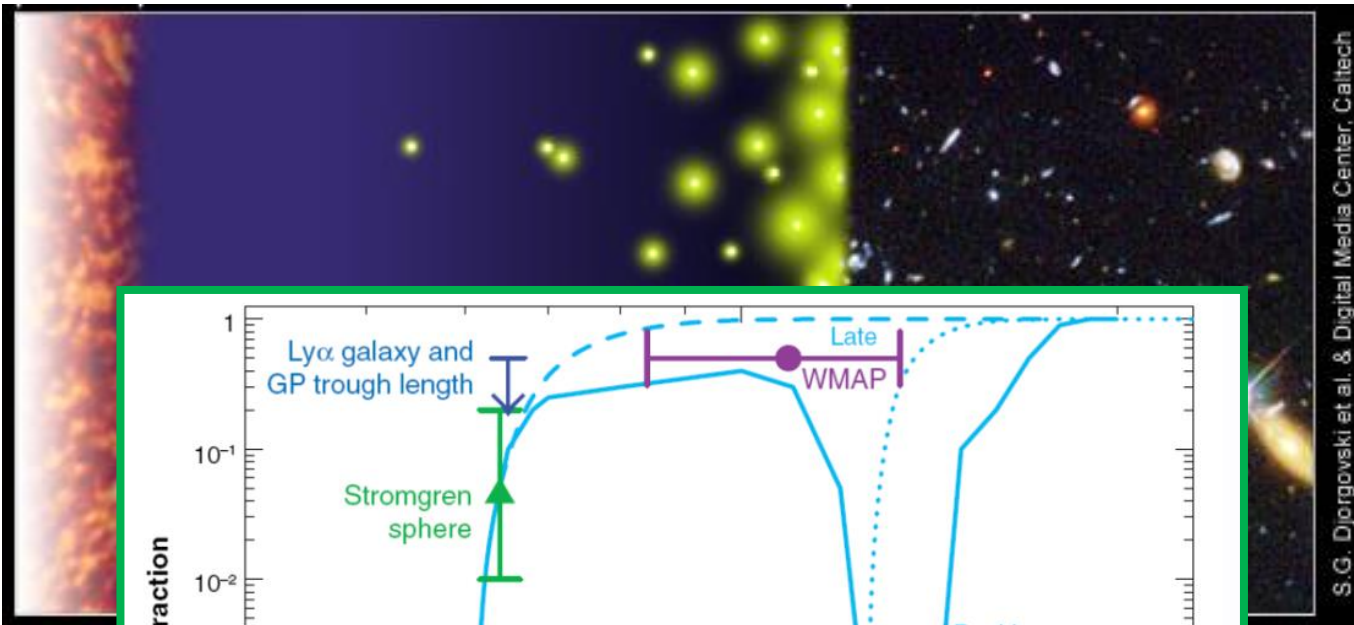 S.G. Djorgovski et al. & Digital Media Center, Caltech
1
Lyα galaxy and
GP trough length
Late
WMAP
10⁻¹
Stromgren
sphere
10⁻²
raction